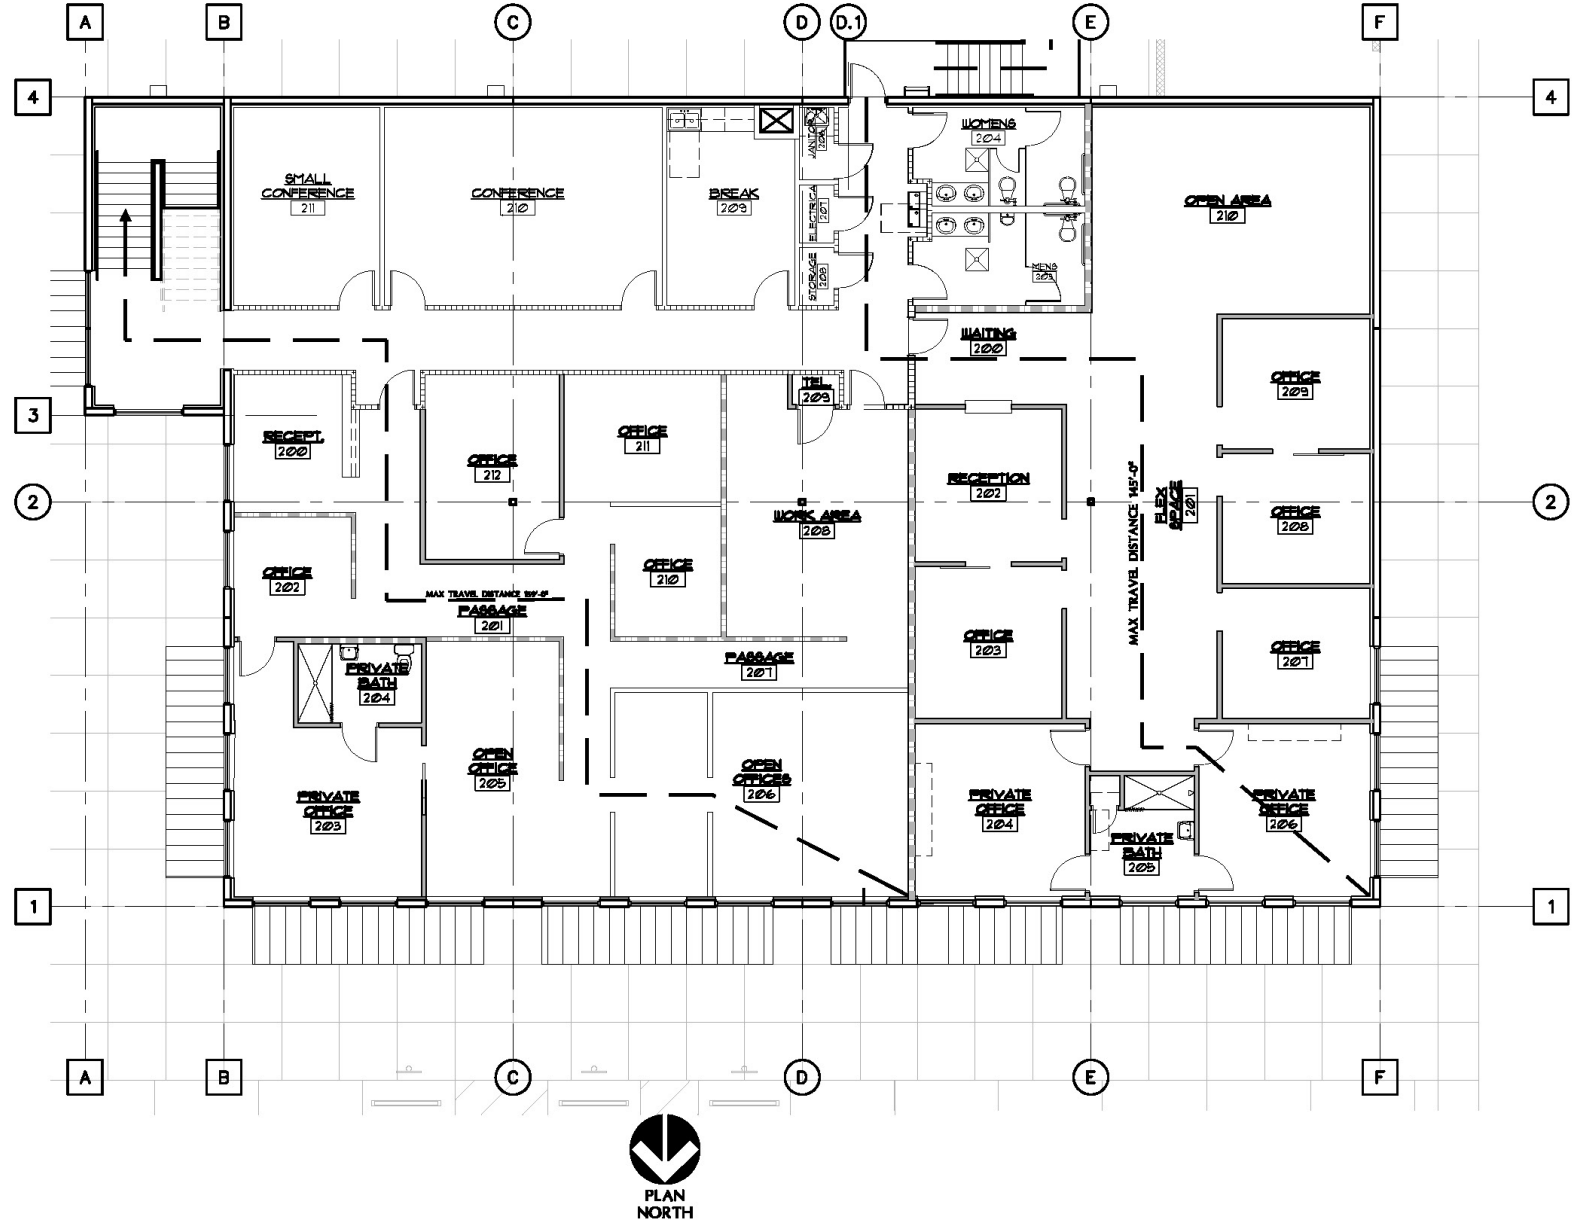 A B C D D.1 E F
4 4
WOMENS
204
JANITOR
206
SMALL
CONFERENCE
211
CONFERENCE
210
BREAK
209
ELECTRICAL
207
OPEN AREA
210
STORAGE
208
MENS
203
WAITING
200
TEL.
209
OFFICE
209
3
RECEPT.
200
OFFICE
212
OFFICE
211
RECEPTION
202
2 2
WORK AREA
208
FLEX
SPACE
201
MAX TRAVEL DISTANCE 145'-0"
OFFICE
208
OFFICE
202
OFFICE
210
MAX TRAVEL DISTANCE
PASSAGE
201
OFFICE
203
OFFICE
207
PRIVATE
BATH
204
PASSAGE
207
OPEN
OFFICE
205
OPEN
OFFICES
206
PRIVATE
OFFICE
203
PRIVATE
OFFICE
204
PRIVATE
BATH
205
PRIVATE
OFFICE
206
1 1
A B C D E F
PLAN
NORTH